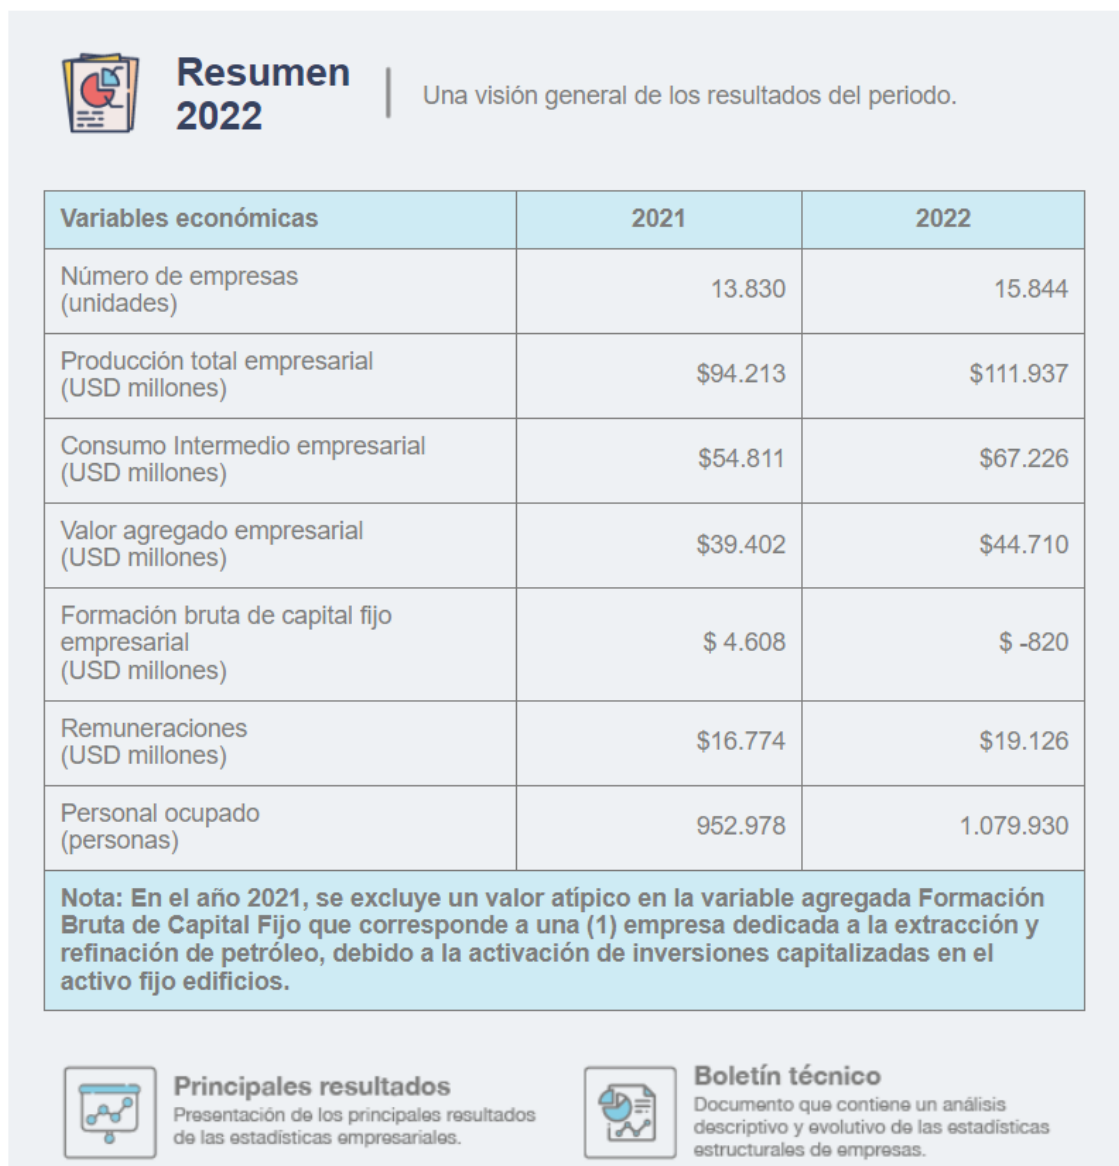 Resumen
2022
Una visión general de los resultados del periodo.
Variables económicas 2021 2022
Número de empresas
(unidades) 13.830 15.844
Producción total empresarial
(USD millones) $94.213 $111.937
Consumo Intermedio empresarial
(USD millones) $54.811 $67.226
Valor agregado empresarial
(USD millones) $39.402 $44.710
Formación bruta de capital fijo
empresarial
(USD millones) $ 4.608 $ -820
Remuneraciones
(USD millones) $16.774 $19.126
Personal ocupado
(personas) 952.978 1.079.930
Nota: En el año 2021, se excluye un valor atípico en la variable agregada Formación
Bruta de Capital Fijo que corresponde a una (1) empresa dedicada a la extracción y
refinación de petróleo, debido a la activación de inversiones capitalizadas en el
activo fijo edificios.
Principales resultados
Presentación de los principales resultados
de las estadísticas empresariales.
Boletín técnico
Documento que contiene un análisis
descriptivo y evolutivo de las estadísticas
estructurales de empresas.